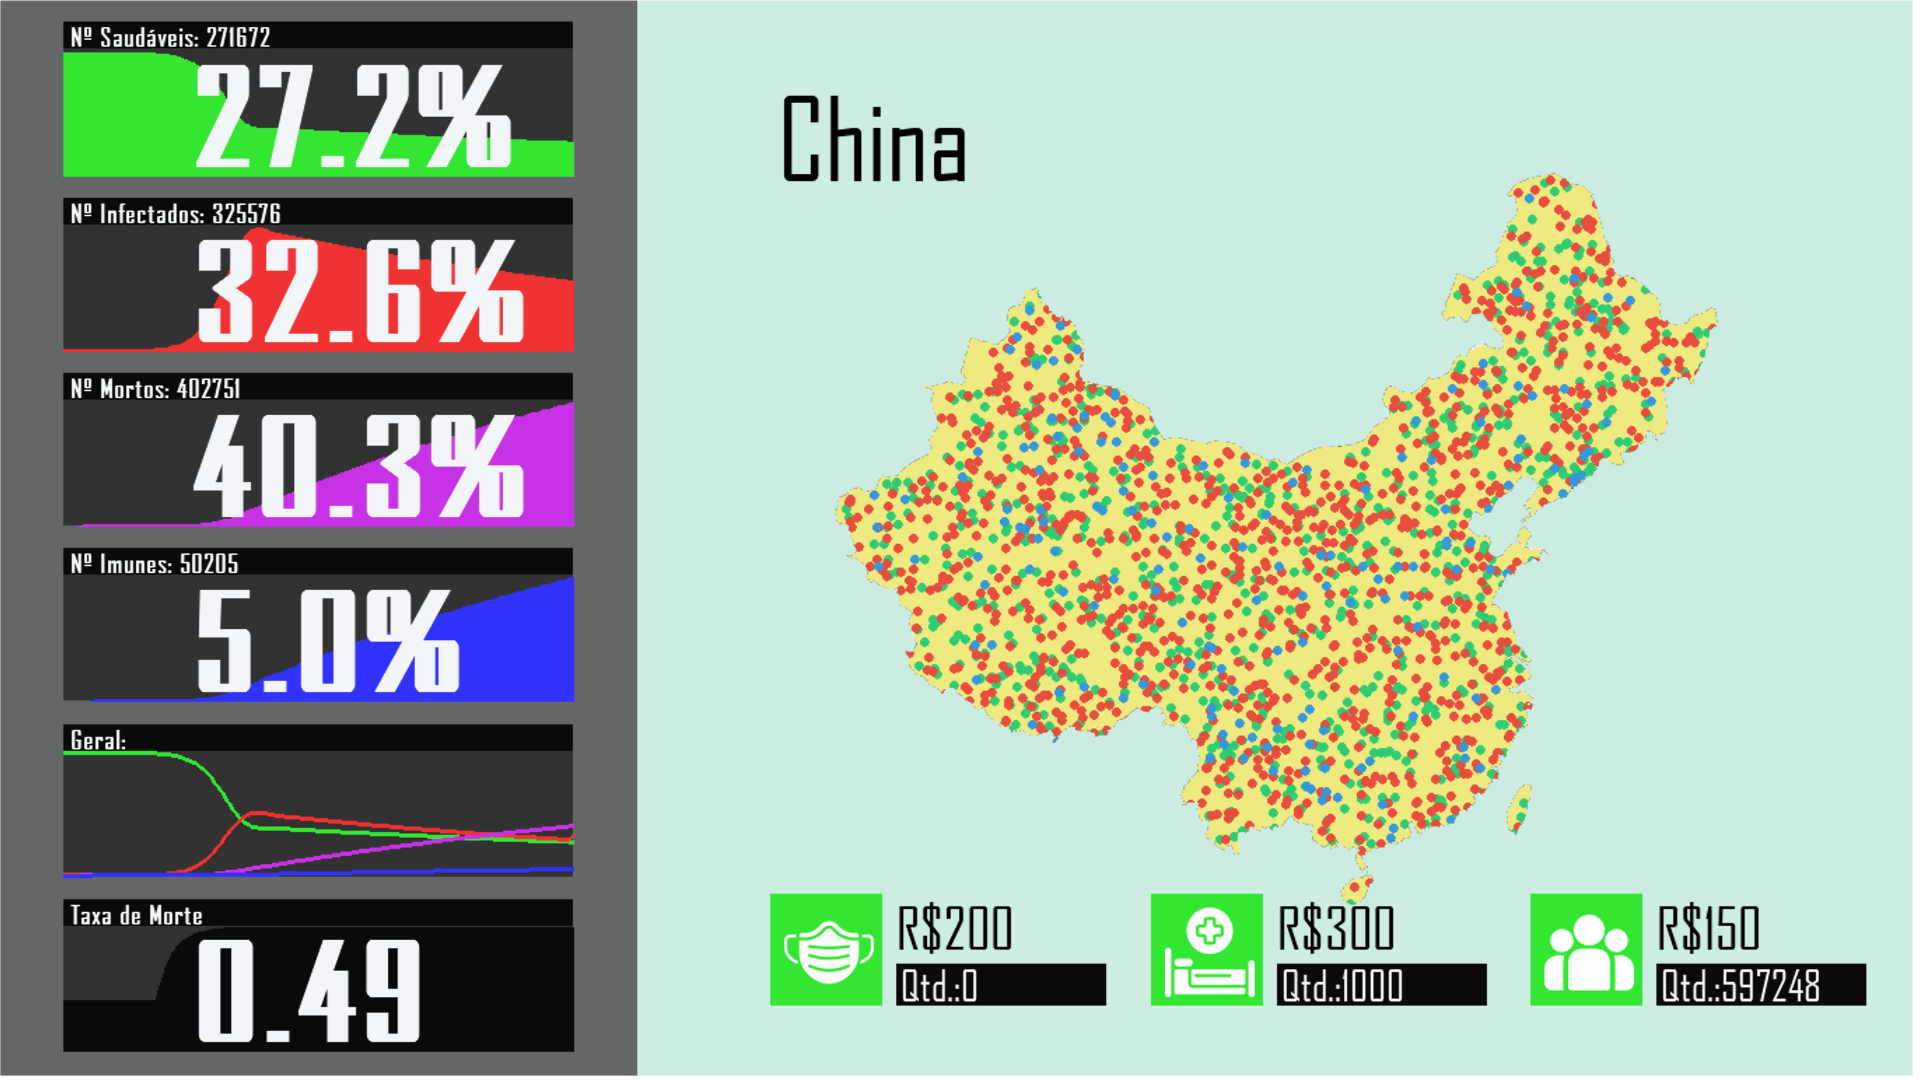 Nº Saudáveis: 271672
27.2%
Nº Infectados: 325576
32.6%
Nº Mortos: 402751
40.3%
Nº Imunes: 50205
5.0%
Geral:
Taxa de Morte
0.49
China
R$200
Qtd.:0
R$300
Qtd.:1000
R$150
Qtd.:597248